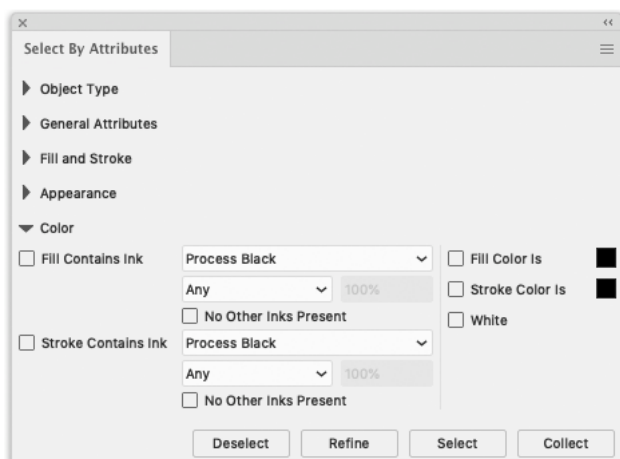 Select By Attributes
Object Type
General Attributes
Fill and Stroke
Appearance
Color
Fill Contains Ink Process Black Fill Color Is
Any 100% Stroke Color Is
No Other Inks Present White
Stroke Contains Ink Process Black
Any 100%
No Other Inks Present
Deselect Refine Select Collect